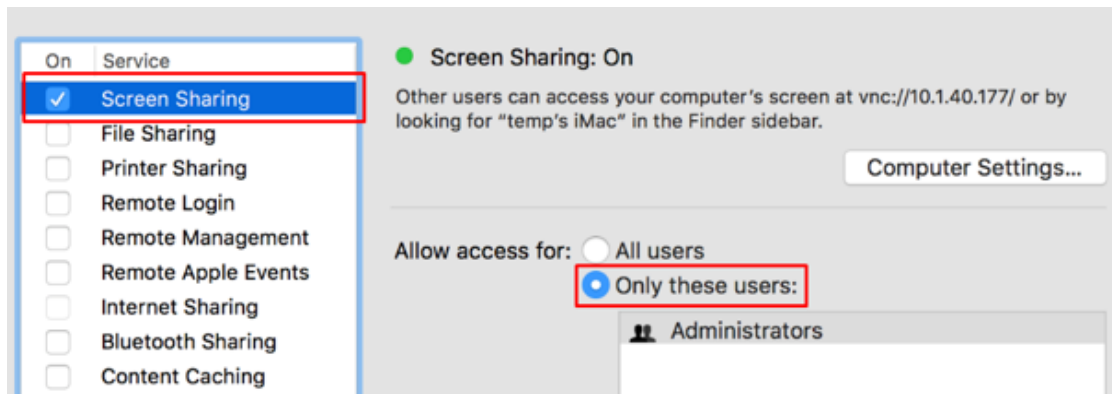 On Service
Screen Sharing
File Sharing
Printer Sharing
Remote Login
Remote Management
Remote Apple Events
Internet Sharing
Bluetooth Sharing
Content Caching
Screen Sharing: On
Other users can access your computer's screen at vnc://10.1.40.177/ or by
looking for “temp's iMac” in the Finder sidebar.
Computer Settings...
Allow access for: All users
Only these users:
Administrators